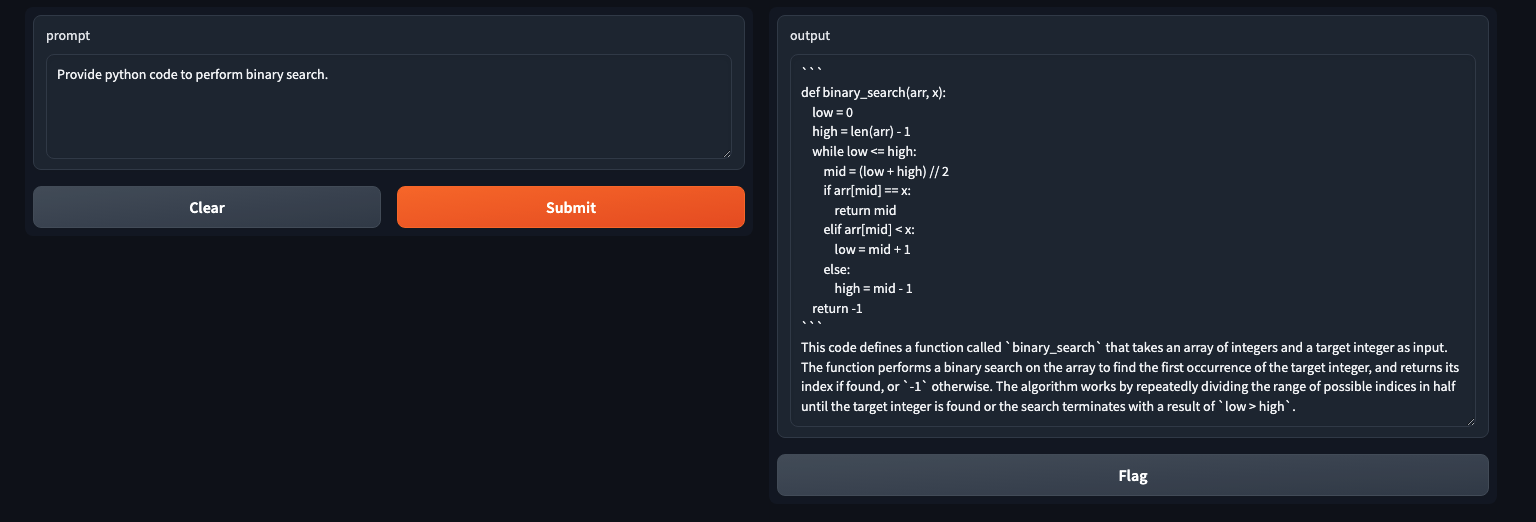 prompt
Provide python code to perform binary search.
Clear
Submit
output
```
def binary_search(arr, x):
    low = 0
    high = len(arr) - 1
    while low <= high:
        mid = (low + high) // 2
        if arr[mid] == x:
            return mid
        elif arr[mid] < x:
            low = mid + 1
        else:
            high = mid - 1
    return -1
```
This code defines a function called `binary_search` that takes an array of integers and a target integer as input.
The function performs a binary search on the array to find the first occurrence of the target integer, and returns its
index if found, or `-1` otherwise. The algorithm works by repeatedly dividing the range of possible indices in half
until the target integer is found or the search terminates with a result of `low > high`.
Flag